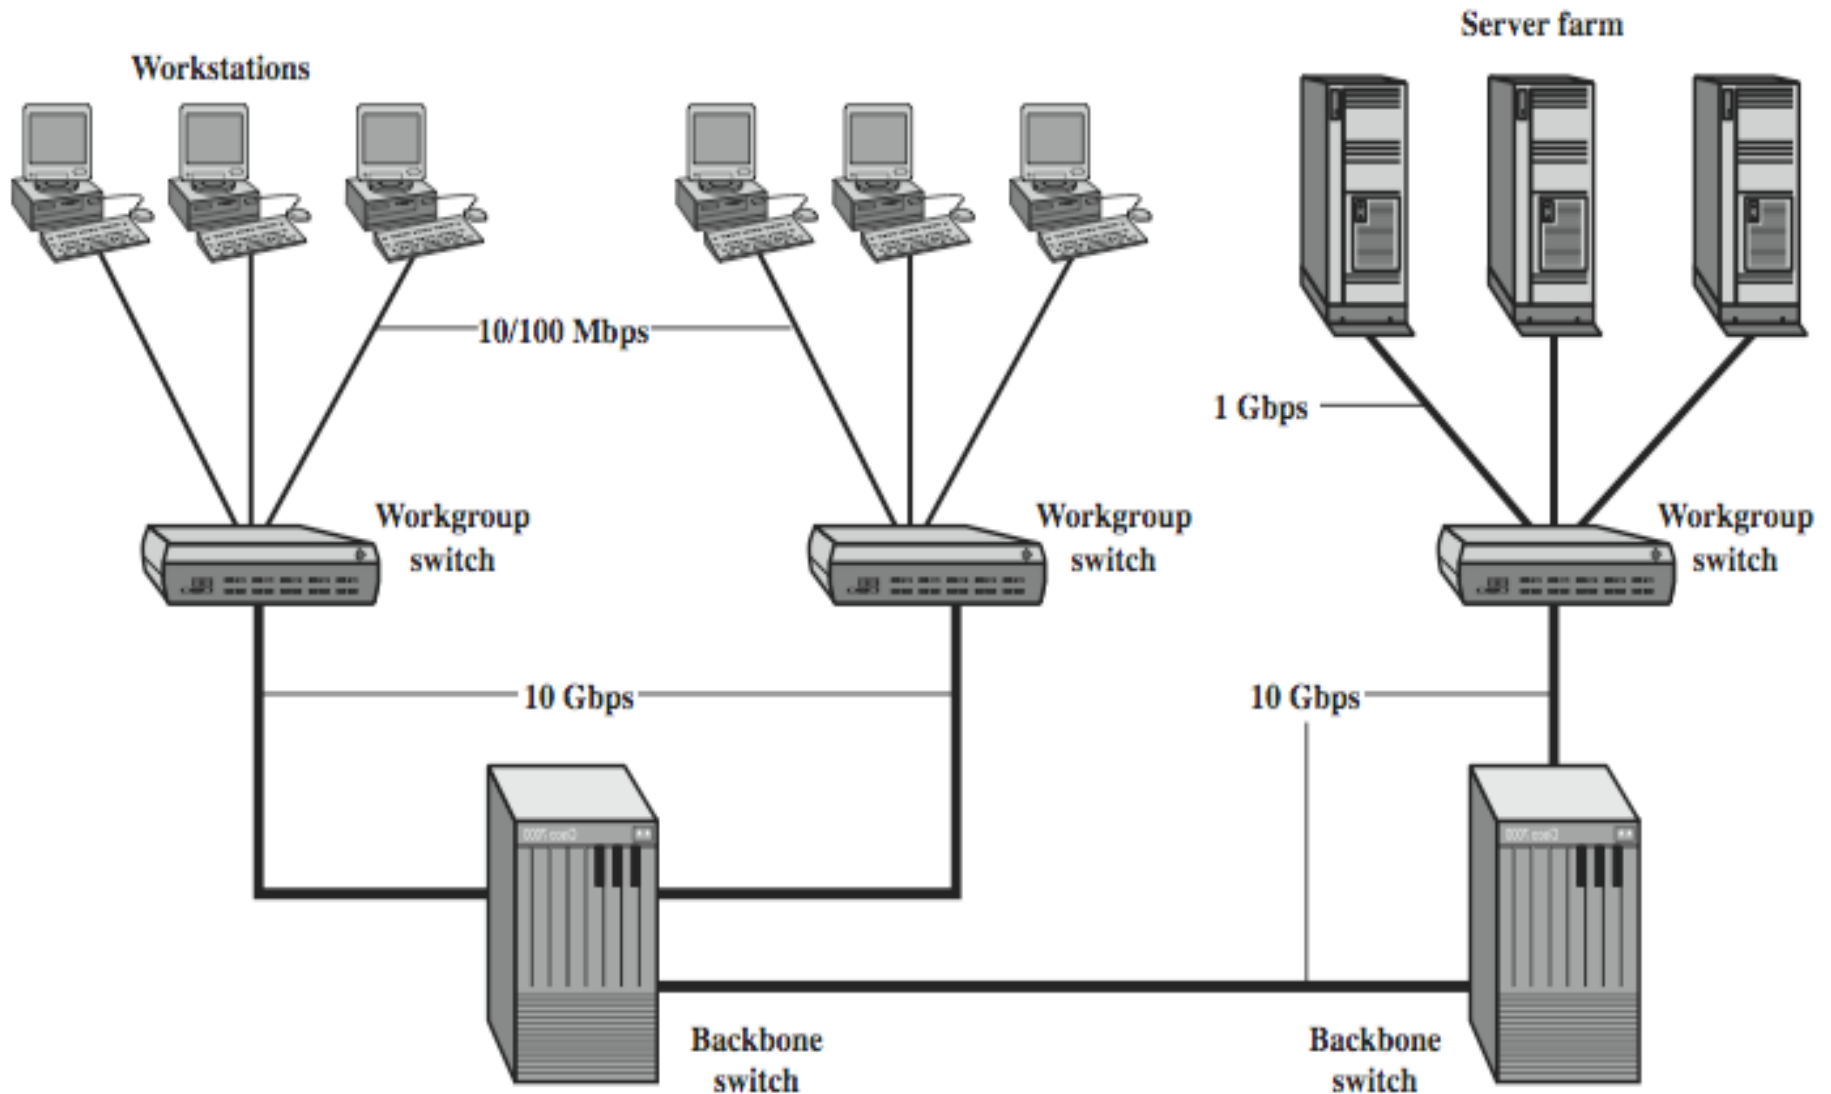 Server farm
Workstations
10/100 Mbps
1 Gbps
Workgroup
switch
Workgroup
switch
Workgroup
switch
10 Gbps
10 Gbps
Backbone
switch
Backbone
switch